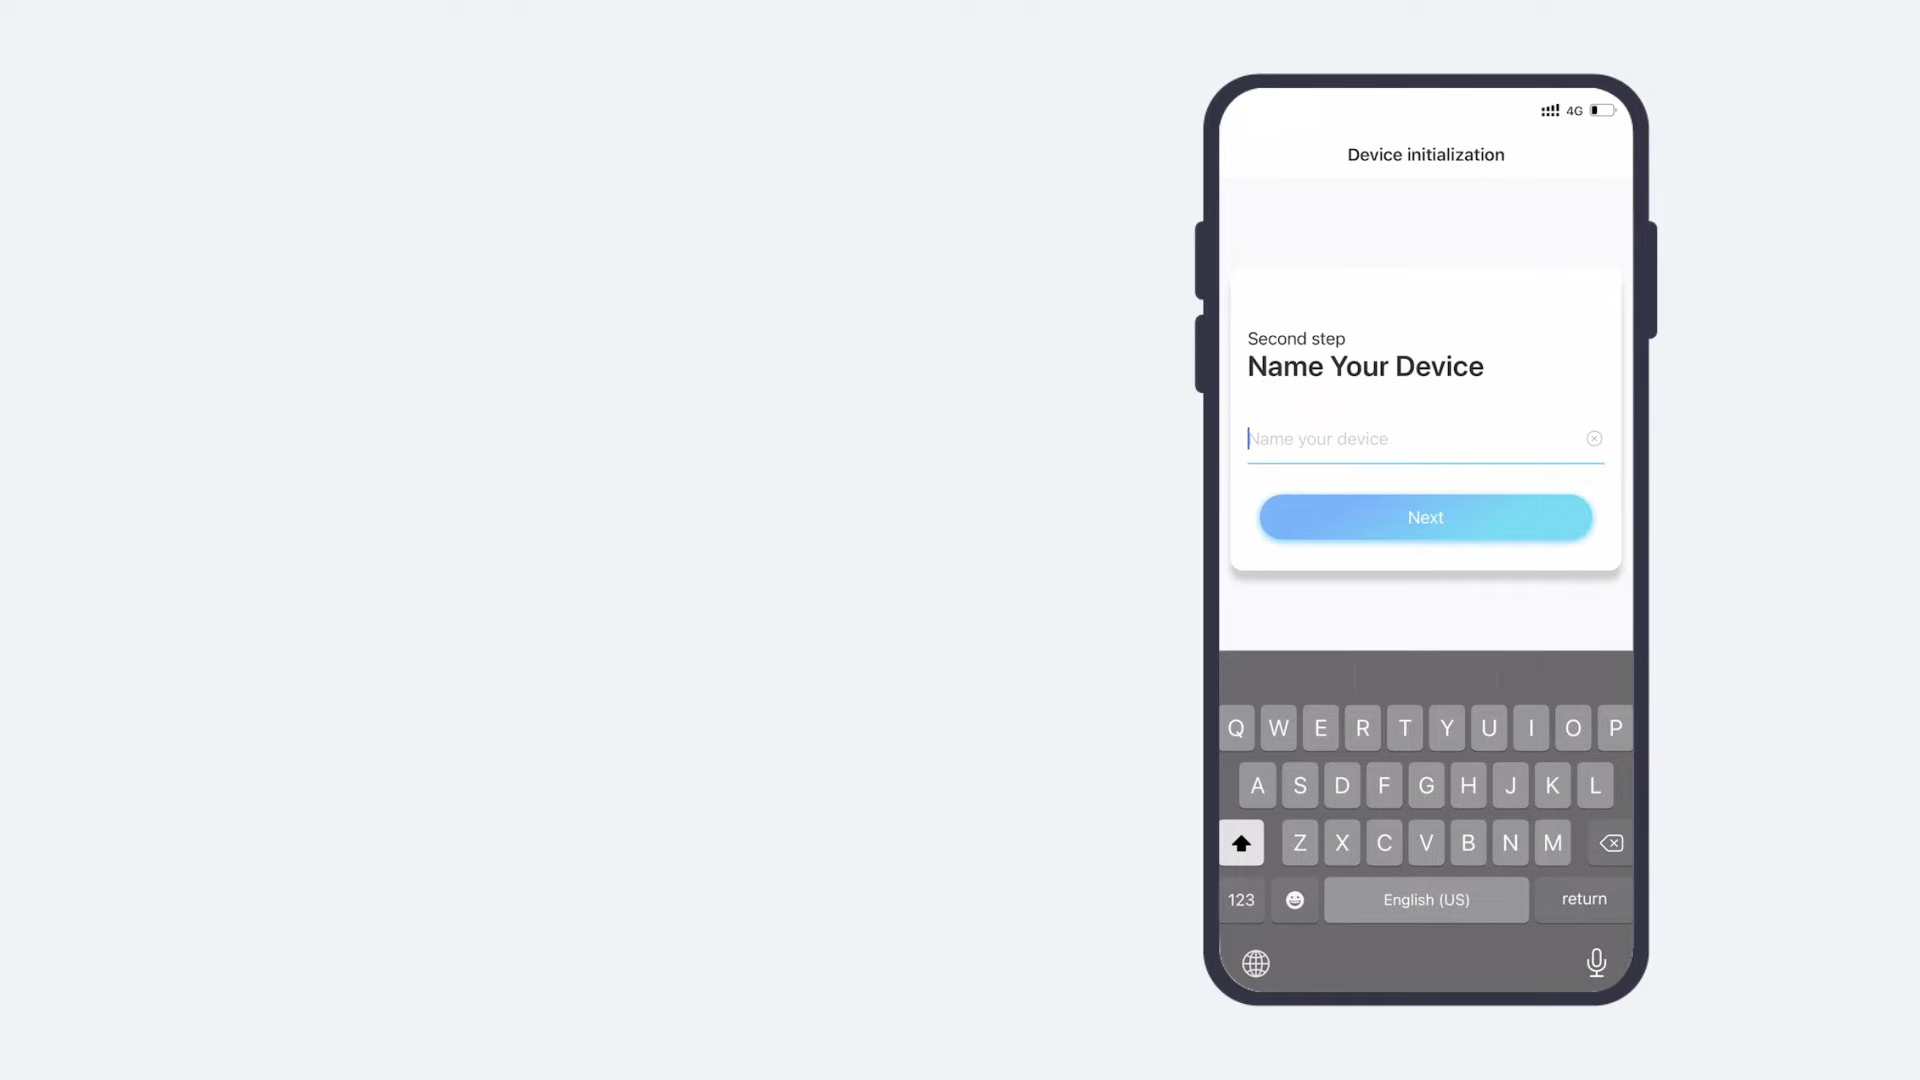 4G
Device initialization
Second step
Name Your Device
Name your device
Next
Q W E R T Y U I O P
A S D F G H J K L
Z X C V B N M
123 English (US) return